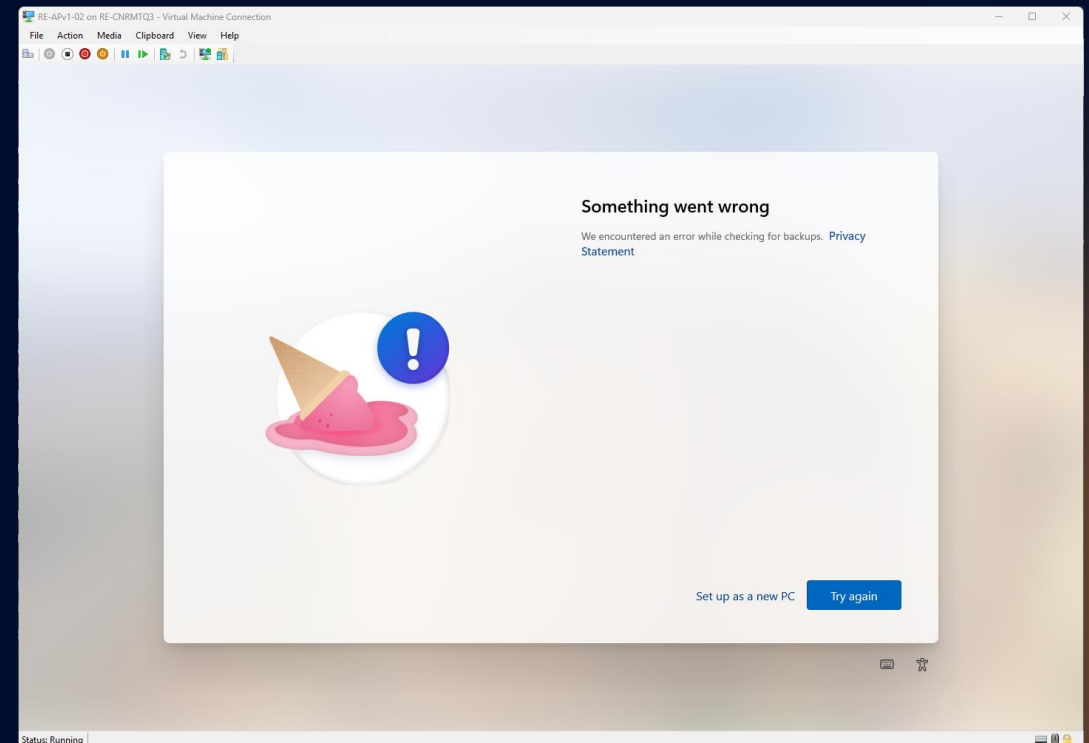 RE-APv1-02 on RE-CNRMTQ3 - Virtual Machine Connection
File Action Media Clipboard View Help
Something went wrong
We encountered an error while checking for backups. Privacy
Statement
Set up as a new PC Try again
Status: Running